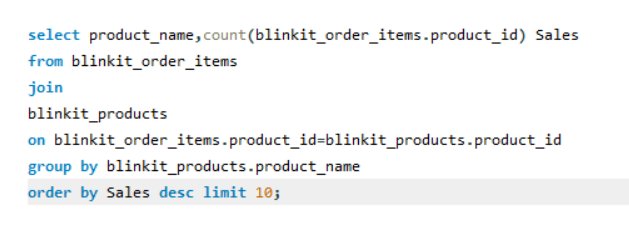 select product_name,count(blinkit_order_items.product_id) Sales
from blinkit_order_items
join
blinkit_products
on blinkit_order_items.product_id=blinkit_products.product_id
group by blinkit_products.product_name
order by Sales desc limit 10;